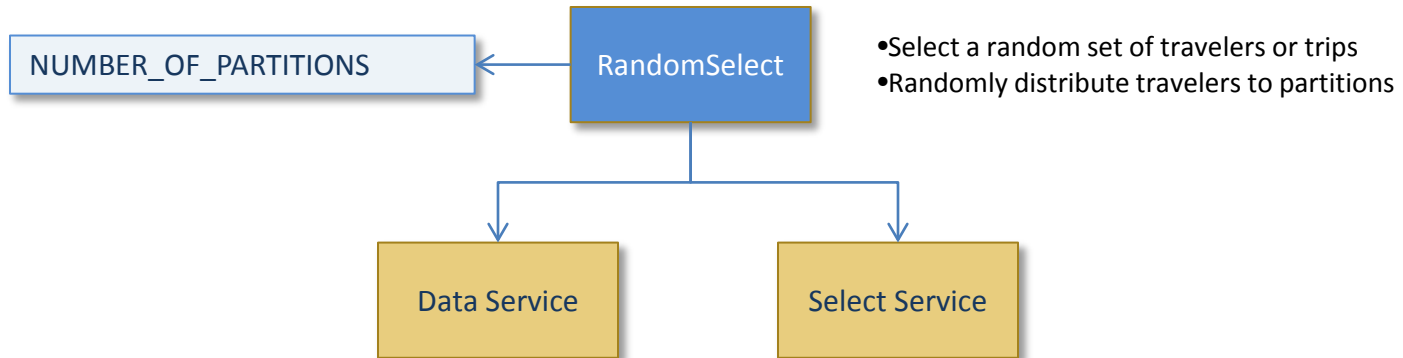 NUMBER_OF_PARTITIONS
RandomSelect
•Select a random set of travelers or trips
•Randomly distribute travelers to partitions
Data Service
Select Service